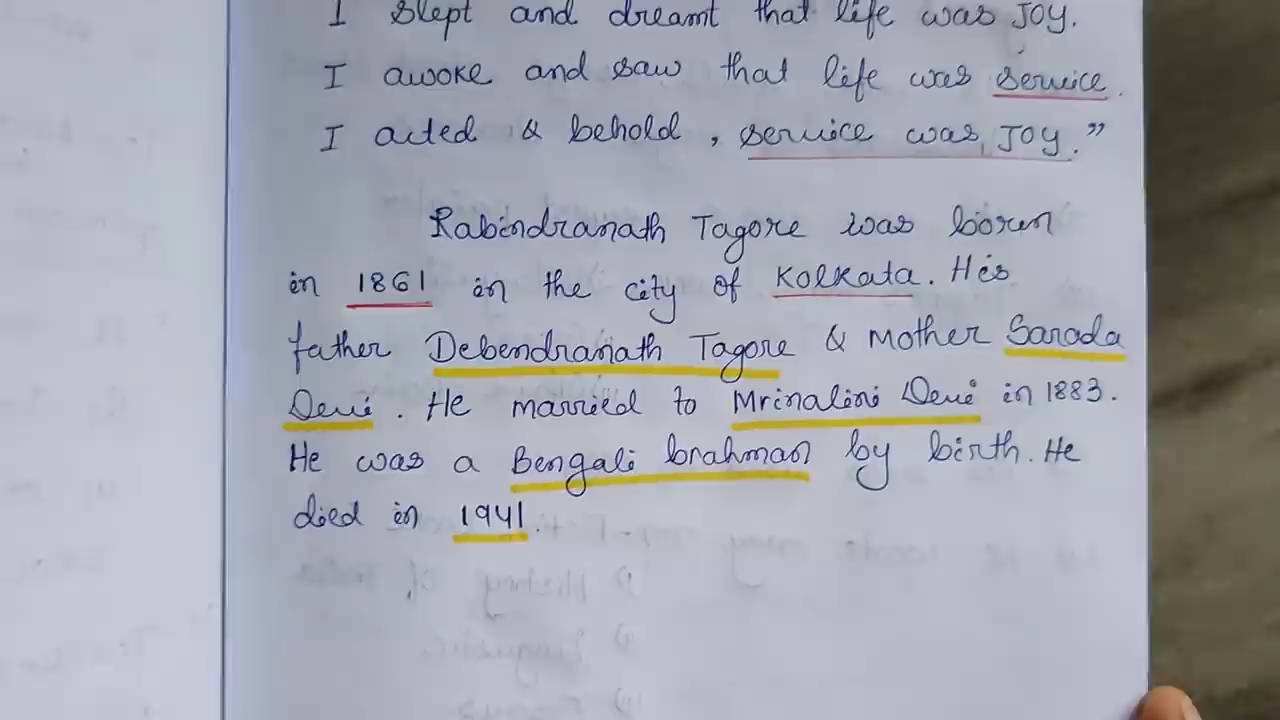 I slept and dreamt that life was Joy.
I awoke and saw that life was service.
I acted & behold, service was Joy."
Rabindranath Tagore was born
in 1861 in the city of Kolkata. His
father Debendranath Tagore & Mother Sarada
Devi. He married to Mrinalini Devi in 1883.
He was a Bengali brahman by birth. He
died in 1941.